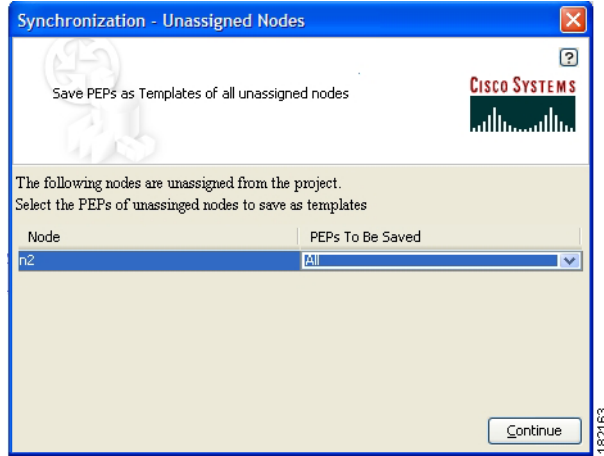 Synchronization - Unassigned Nodes
?
Save PEPs as Templates of all unassigned nodes
CISCO SYSTEMS
The following nodes are unassigned from the project.
Select the PEPs of unassinged nodes to save as templates
Node PEPs To Be Saved
n2 All
Continue
182163